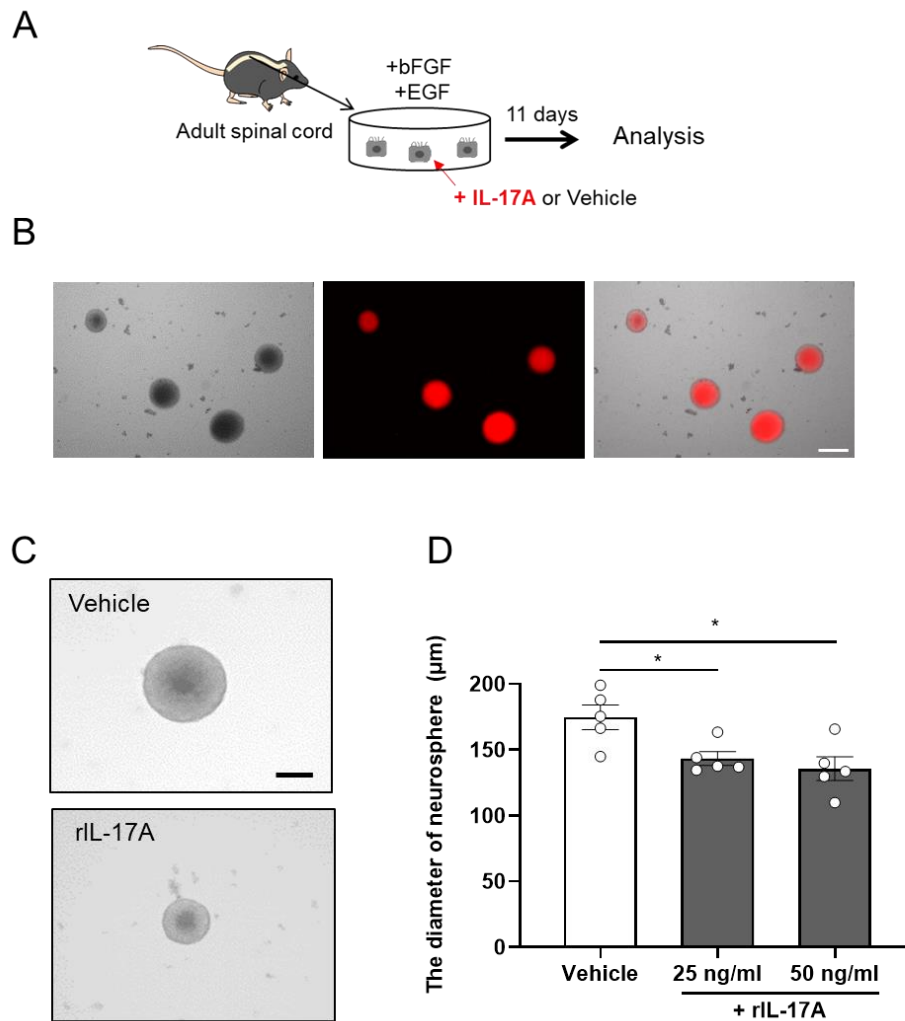 A
+bFGF
+EGF
Adult spinal cord
11 days
Analysis
+ IL-17A or Vehicle
B
C
Vehicle
rIL-17A
D
*
*
The diameter of neurosphere (μm)
200
150
100
50
0
Vehicle
25 ng/ml
50 ng/ml
+ rIL-17A